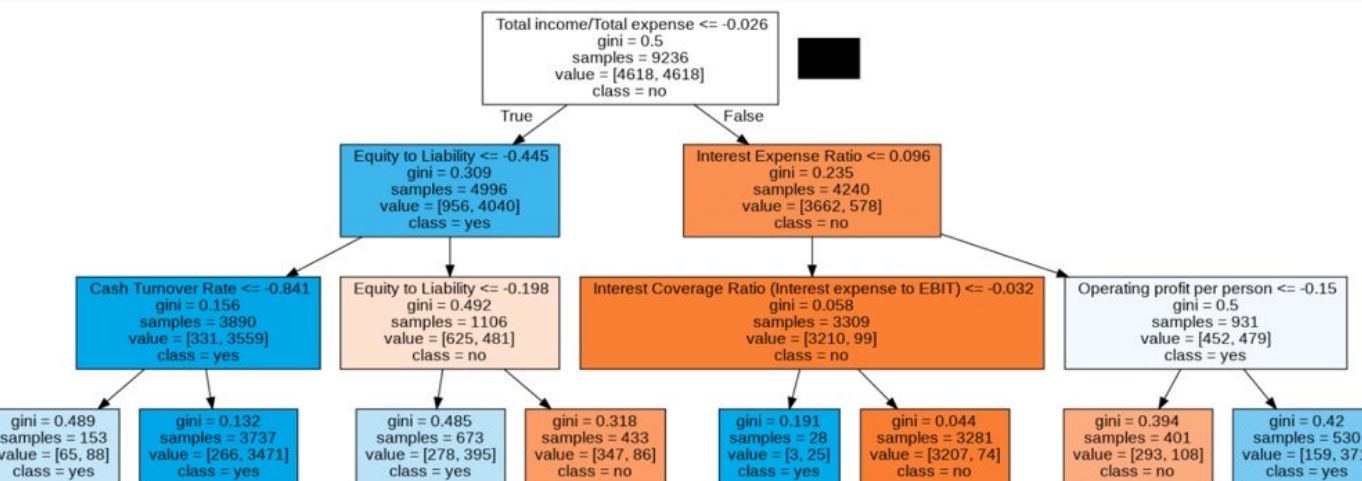 Total income/Total expense <= -0.026
gini = 0.5
samples = 9236
value = [4618, 4618]
class = no
True
False
Equity to Liability <= -0.445
gini = 0.309
samples = 4996
value = [956, 4040]
class = yes
Interest Expense Ratio <= 0.096
gini = 0.235
samples = 4240
value = [3662, 578]
class = no
Cash Turnover Rate <= -0.841
gini = 0.156
samples = 3890
value = [331, 3559]
class = yes
Equity to Liability <= -0.198
gini = 0.492
samples = 1106
value = [625, 481]
class = no
Interest Coverage Ratio (Interest expense to EBIT) <= -0.032
gini = 0.058
samples = 3309
value = [3210, 99]
class = no
Operating profit per person <= -0.15
gini = 0.5
samples = 931
value = [452, 479]
class = yes
gini = 0.489
samples = 153
value = [65, 88]
class = yes
gini = 0.132
samples = 3737
value = [266, 3471]
class = yes
gini = 0.485
samples = 673
value = [278, 395]
class = yes
gini = 0.318
samples = 433
value = [347, 86]
class = no
gini = 0.191
samples = 28
value = [3, 25]
class = yes
gini = 0.044
samples = 3281
value = [3207, 74]
class = no
gini = 0.394
samples = 401
value = [293, 108]
class = no
gini = 0.42
samples = 530
value = [159,
class = yes